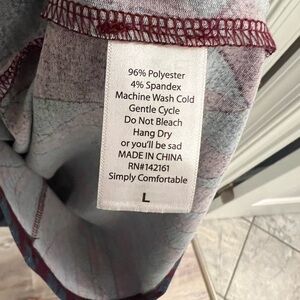 96% Polyester
4% Spandex
Machine Wash Cold
Gentle Cycle
Do Not Bleach
Hang Dry
or you'll be sad
MADE IN CHINA
RN#142161
Simply Comfortable
L